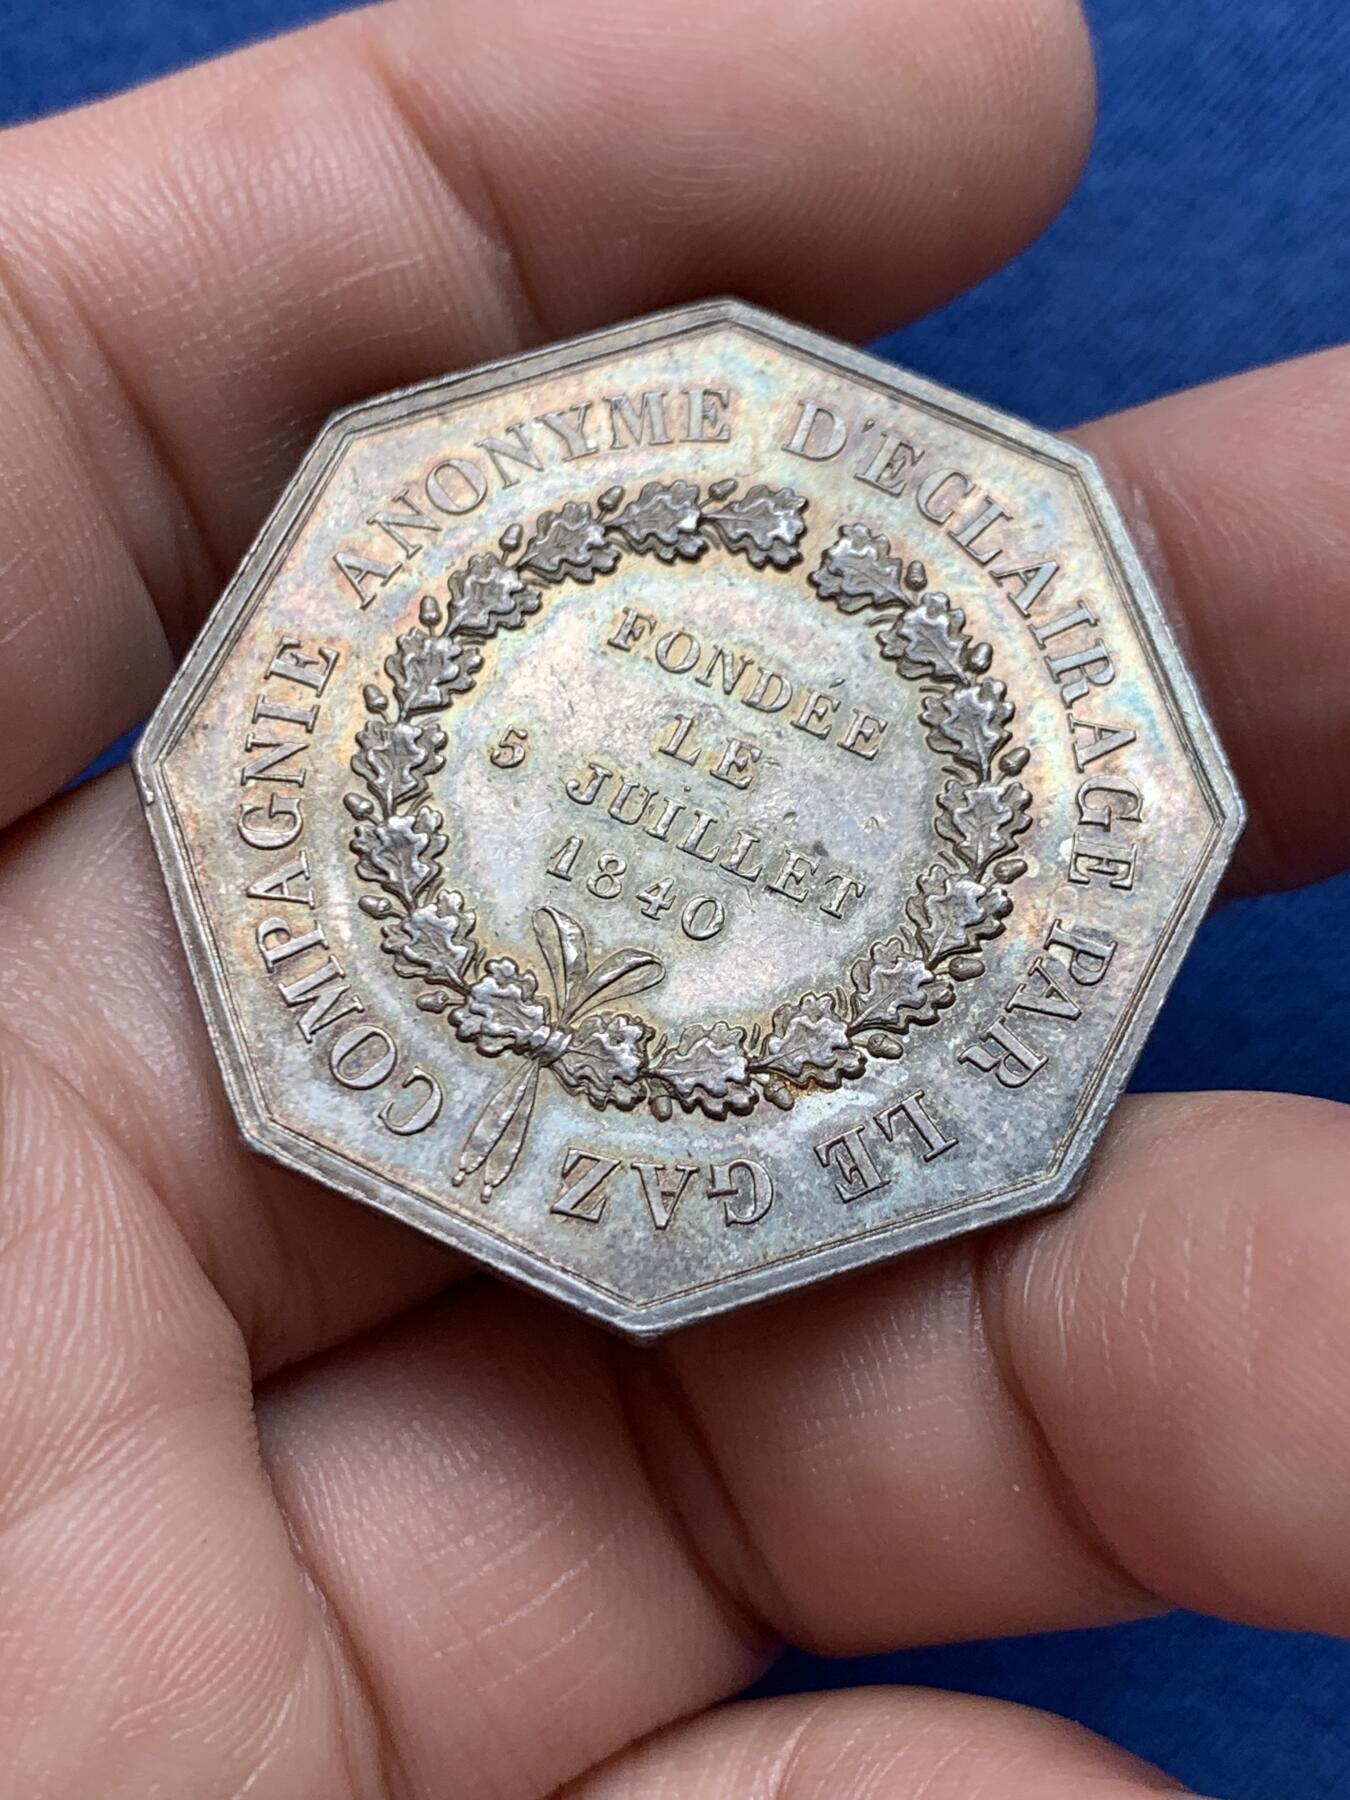 COMPAGNIE ANONYME D'ECLAIRAGE PAR LE GAZ
FONDÉE
LE
5 JUILLET
1840